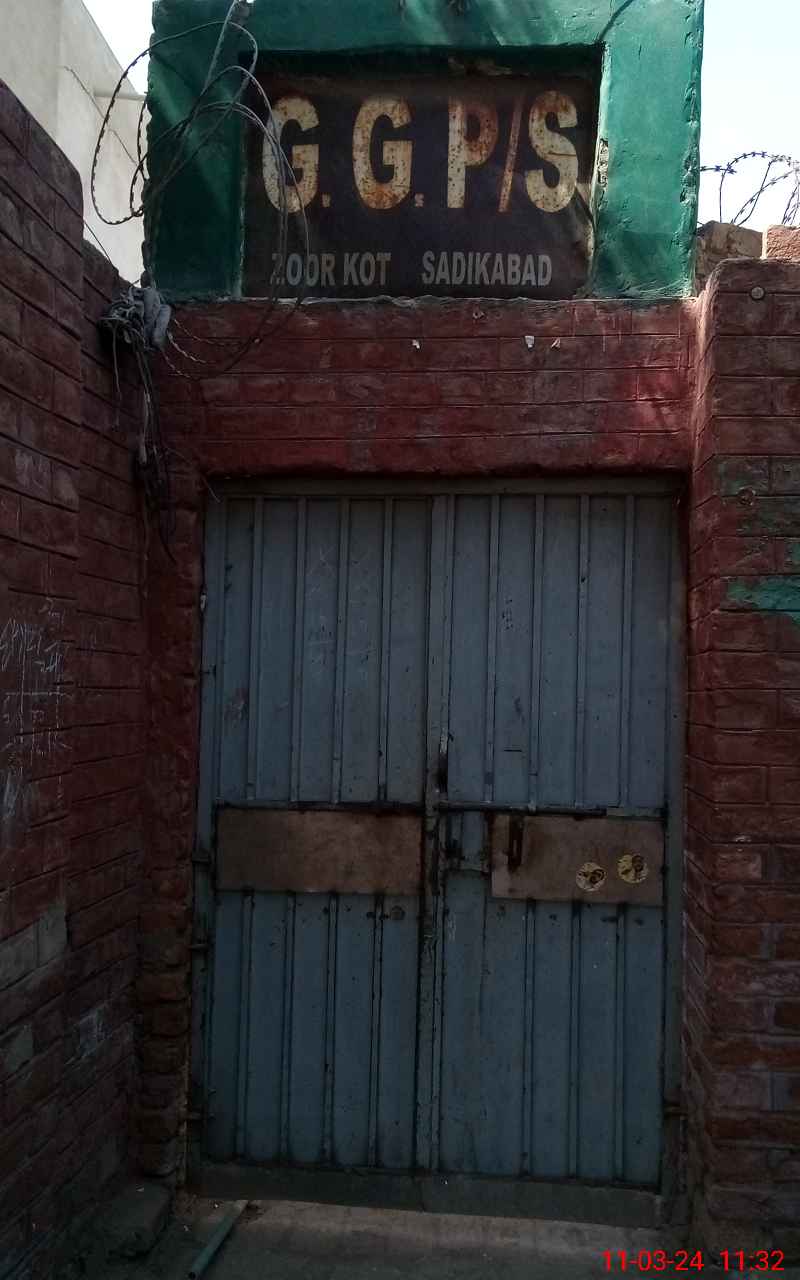 G. G. P/S
ZOOR KOT SADIKABAD
11-03-24 11:32